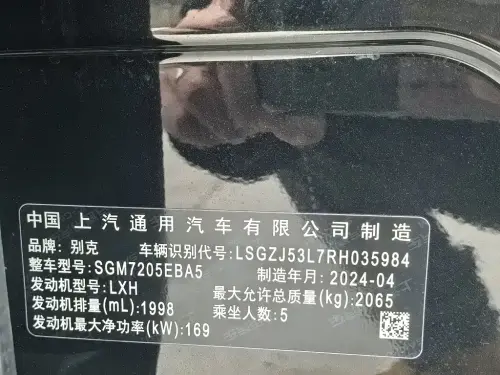 中国 上汽通用汽车有限公司制造
品牌: 别克 车辆识别代号: LSGZJ53L7RH035984
整车型号: SGM7205EBA5 制造年月: 2024-04
发动机型号: LXH 最大允许总质量(kg): 2065
发动机排量(mL): 1998 乘坐人数: 5
发动机最大净功率(kW): 169